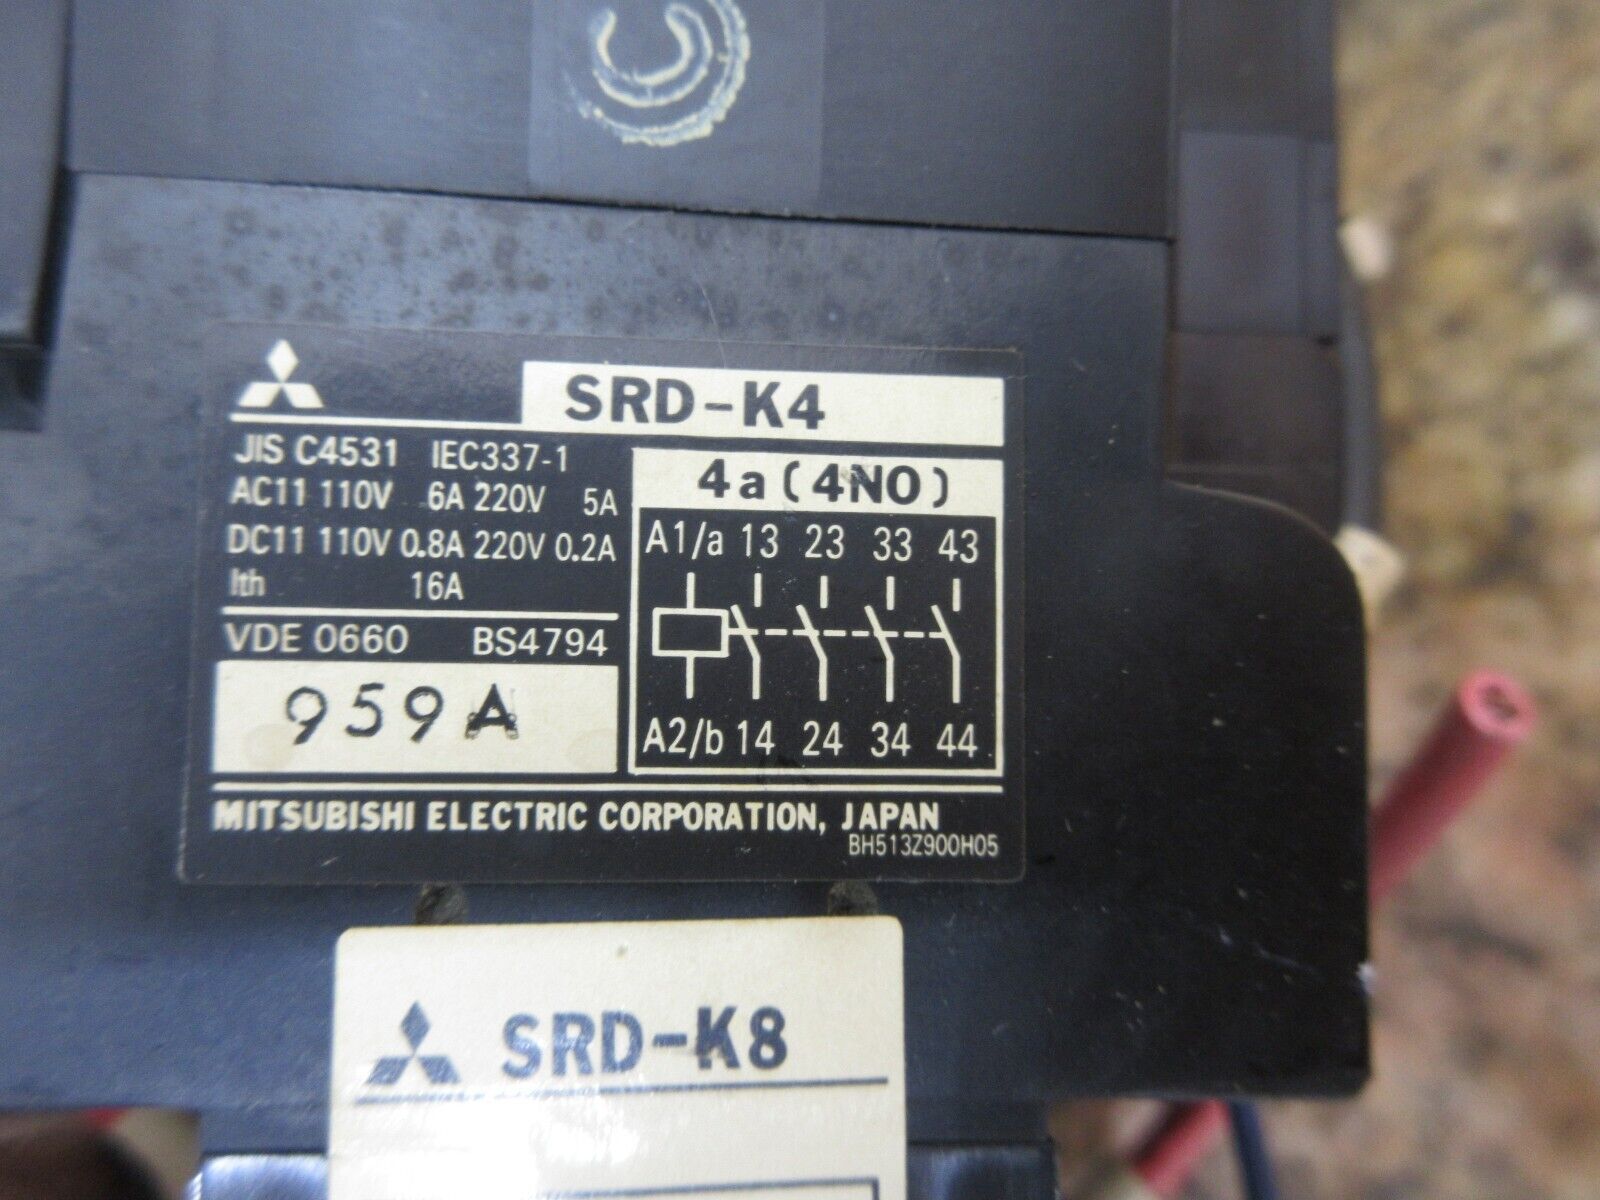 SRD-K4
JIS C4531 IEC337-1
AC11 110V 6A 220V 5A
DC11 110V 0.8A 220V 0.2A
Ith 16A
VDE 0660 BS4794
959A
4a (4NO)
A1/a 13 23 33 43
A2/b 14 24 34 44
MITSUBISHI ELECTRIC CORPORATION, JAPAN
BH513Z900H05
SRD-K8